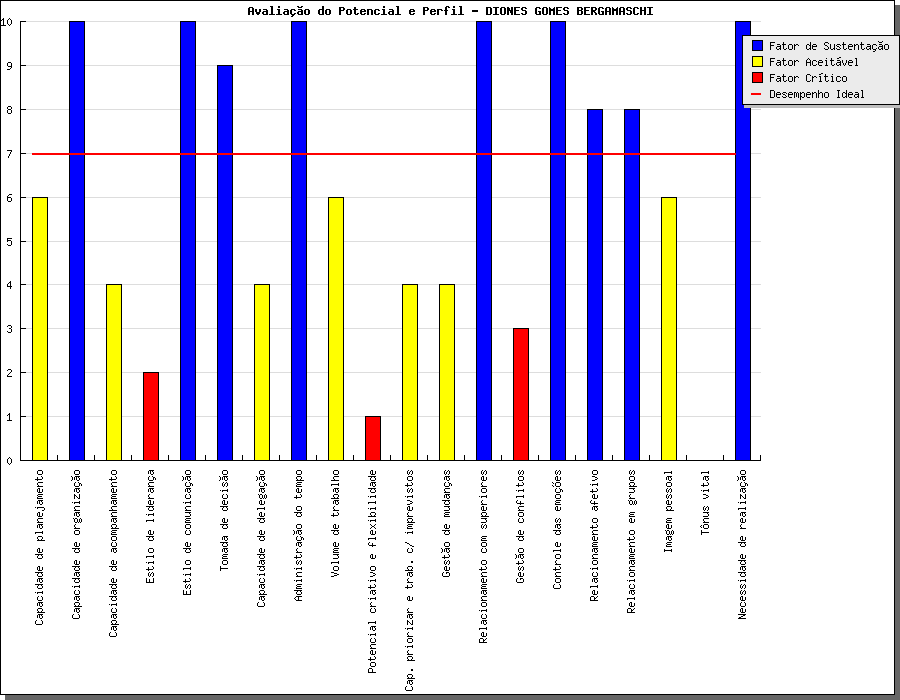 Avaliação do Potencial e Perfil - DIONES GOMES BERGAMASCHI
10
9
8
7
6
5
4
3
2
1
0
Fator de Sustentação
Fator Aceitável
Fator Crítico
Desempenho Ideal
Capacidade de planejamento
Capacidade de organização
Capacidade de acompanhamento
Estilo de liderança
Estilo de comunicação
Tomada de decisão
Capacidade de delegação
Administração do tempo
Volume de trabalho
Potencial criativo e flexibilidade
Cap. priorizar e trab. c/ imprevistos
Gestão de mudanças
Relacionamento com superiores
Gestão de conflitos
Controle das emoções
Relacionamento afetivo
Relacionamento em grupos
Imagem pessoal
Tônus vital
Necessidade de realização